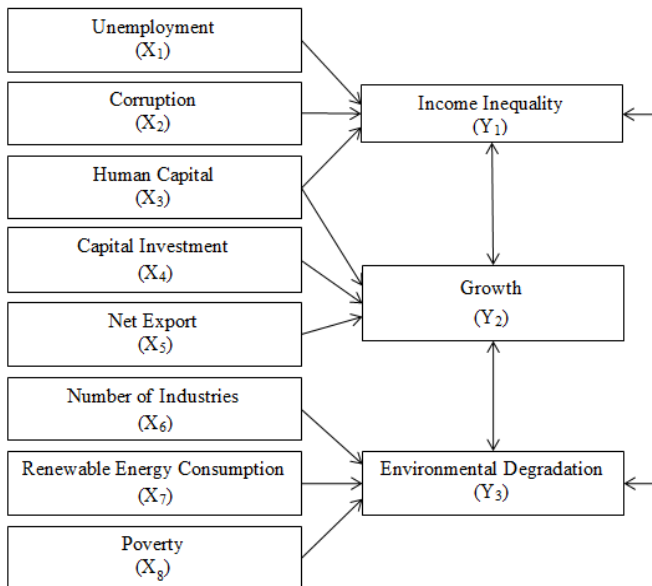 Unemployment
(X₁)
Corruption
(X₂)
Human Capital
(X₃)
Capital Investment
(X₄)
Net Export
(X₅)
Number of Industries
(X₆)
Renewable Energy Consumption
(X₇)
Poverty
(X₈)
Income Inequality
(Y₁)
Growth
(Y₂)
Environmental Degradation
(Y₃)